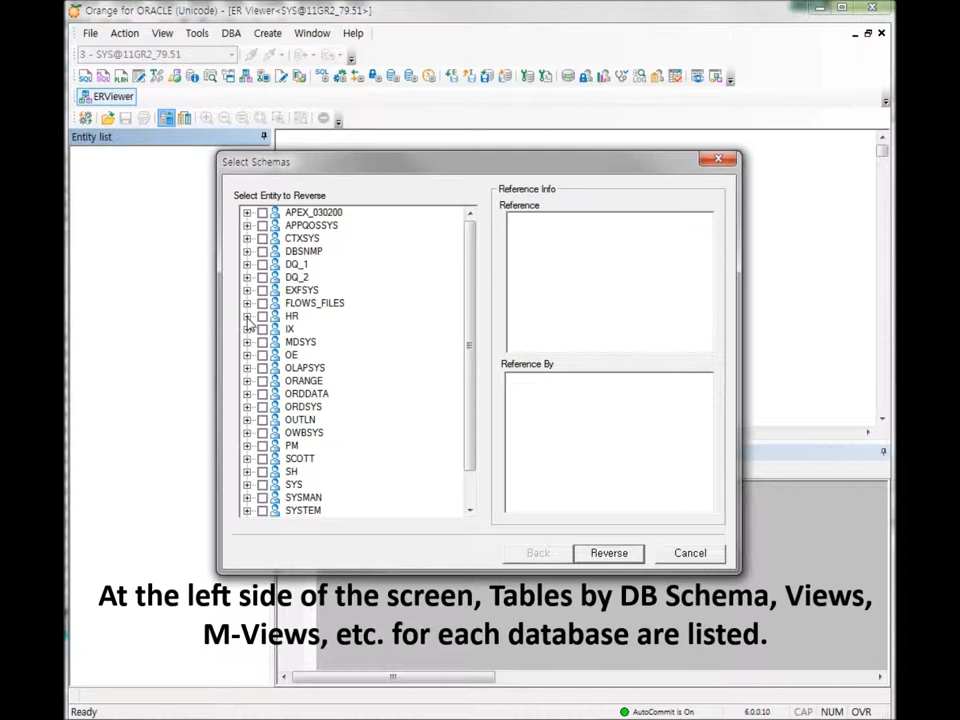 Orange for ORACLE (Unicode) - [ER Viewer<SYS@11GR2_79.51>]
File Action View Tools DBA Create Window Help
3 - SYS@11GR2_79.51
ERViewer
Entity list
Select Schemas
Select Entity to Reverse
APEX_030200
APPQOSSYS
CTXSYS
DBSNMP
DQ_1
DQ_2
EXFSYS
FLOWS_FILES
HR
IX
MDSYS
OE
OLAPSYS
ORANGE
ORDDATA
ORDSYS
OUTLN
OWBSYS
PM
SCOTT
SH
SYS
SYSMAN
SYSTEM
Reference Info
Reference
Reference By
Back Reverse Cancel
At the left side of the screen, Tables by DB Schema, Views,
M-Views, etc. for each database are listed.
Ready AutoCommit is On 6.0.0.10 CAP NUM OVR